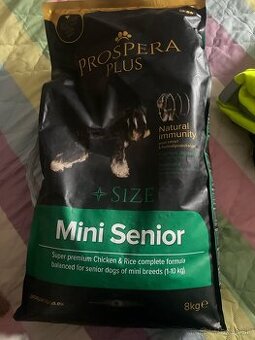 PROSPERA
PLUS
Natural
immunity
SIZE
Mini Senior
Super premium Chicken & Rice complete formula
balanced for senior dogs of mini breeds (1-10 kg)
8kg e